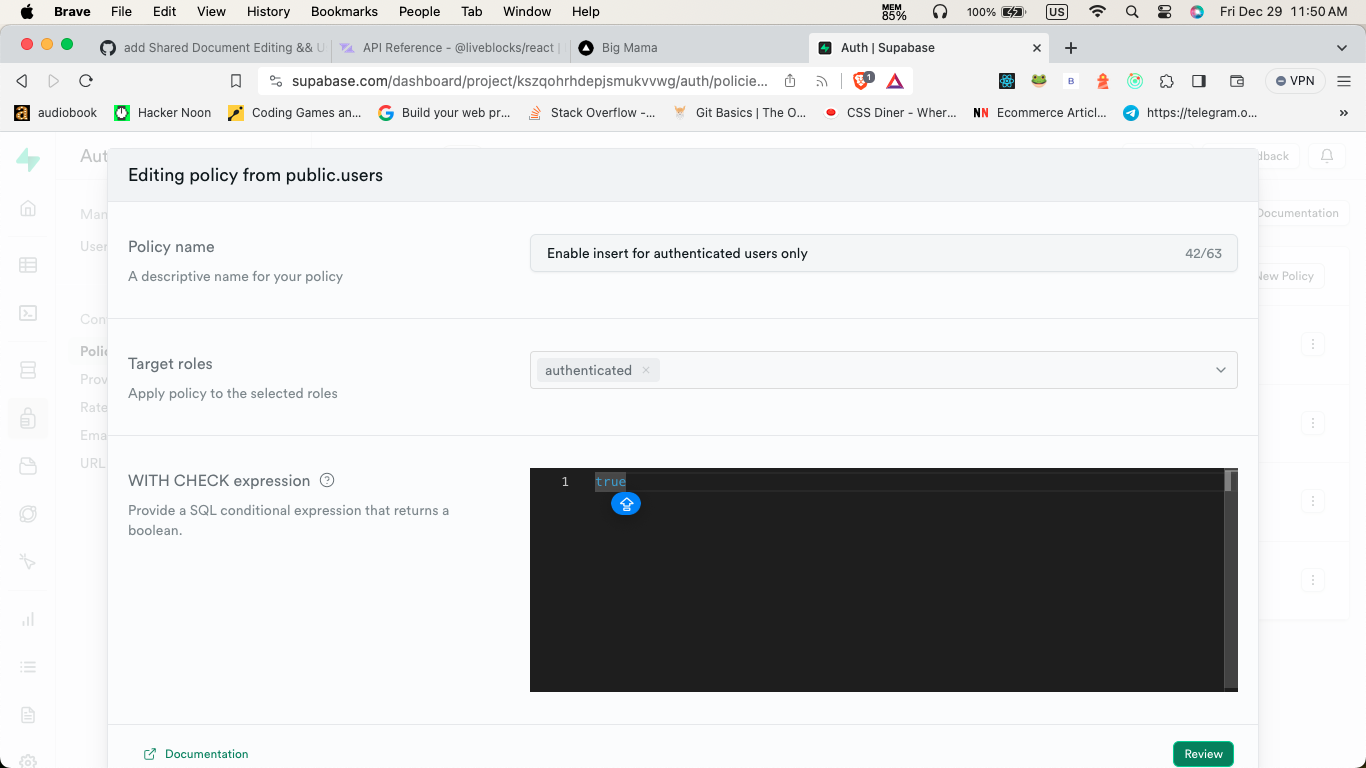 Brave File Edit View History Bookmarks People Tab Window Help MEM 85% 100% US Fri Dec 29 11:50 AM
add Shared Document Editing && U API Reference - @liveblocks/react | Big Mama Auth | Supabase
supabase.com/dashboard/project/kszqohrhdepjsmukvvwg/auth/policie... 1 B VPN
audiobook Hacker Noon Coding Games an... Build your web pr... Stack Overflow -... Git Basics | The O... CSS Diner - Wher... NN Ecommerce Articl... https://telegram.o... »
Aut
dback
Editing policy from public.users
Man
Documentation
User
Policy name
Enable insert for authenticated users only 42/63
A descriptive name for your policy
New Policy
Con
Polic
Target roles
authenticated
Prov
Apply policy to the selected roles
Rate
Ema
URL
WITH CHECK expression
1 true
Provide a SQL conditional expression that returns a
boolean.
Documentation
Review